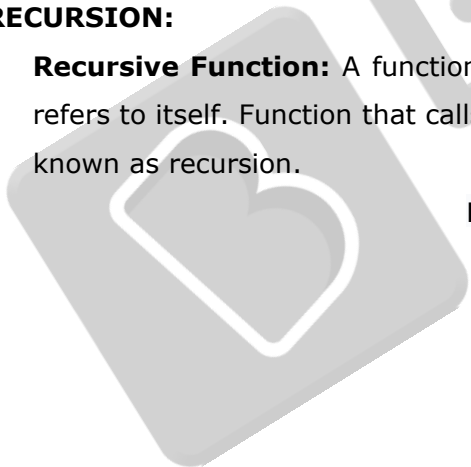 RECURSION:
Recursive Function: A function
refers to itself. Function that call
known as recursion.